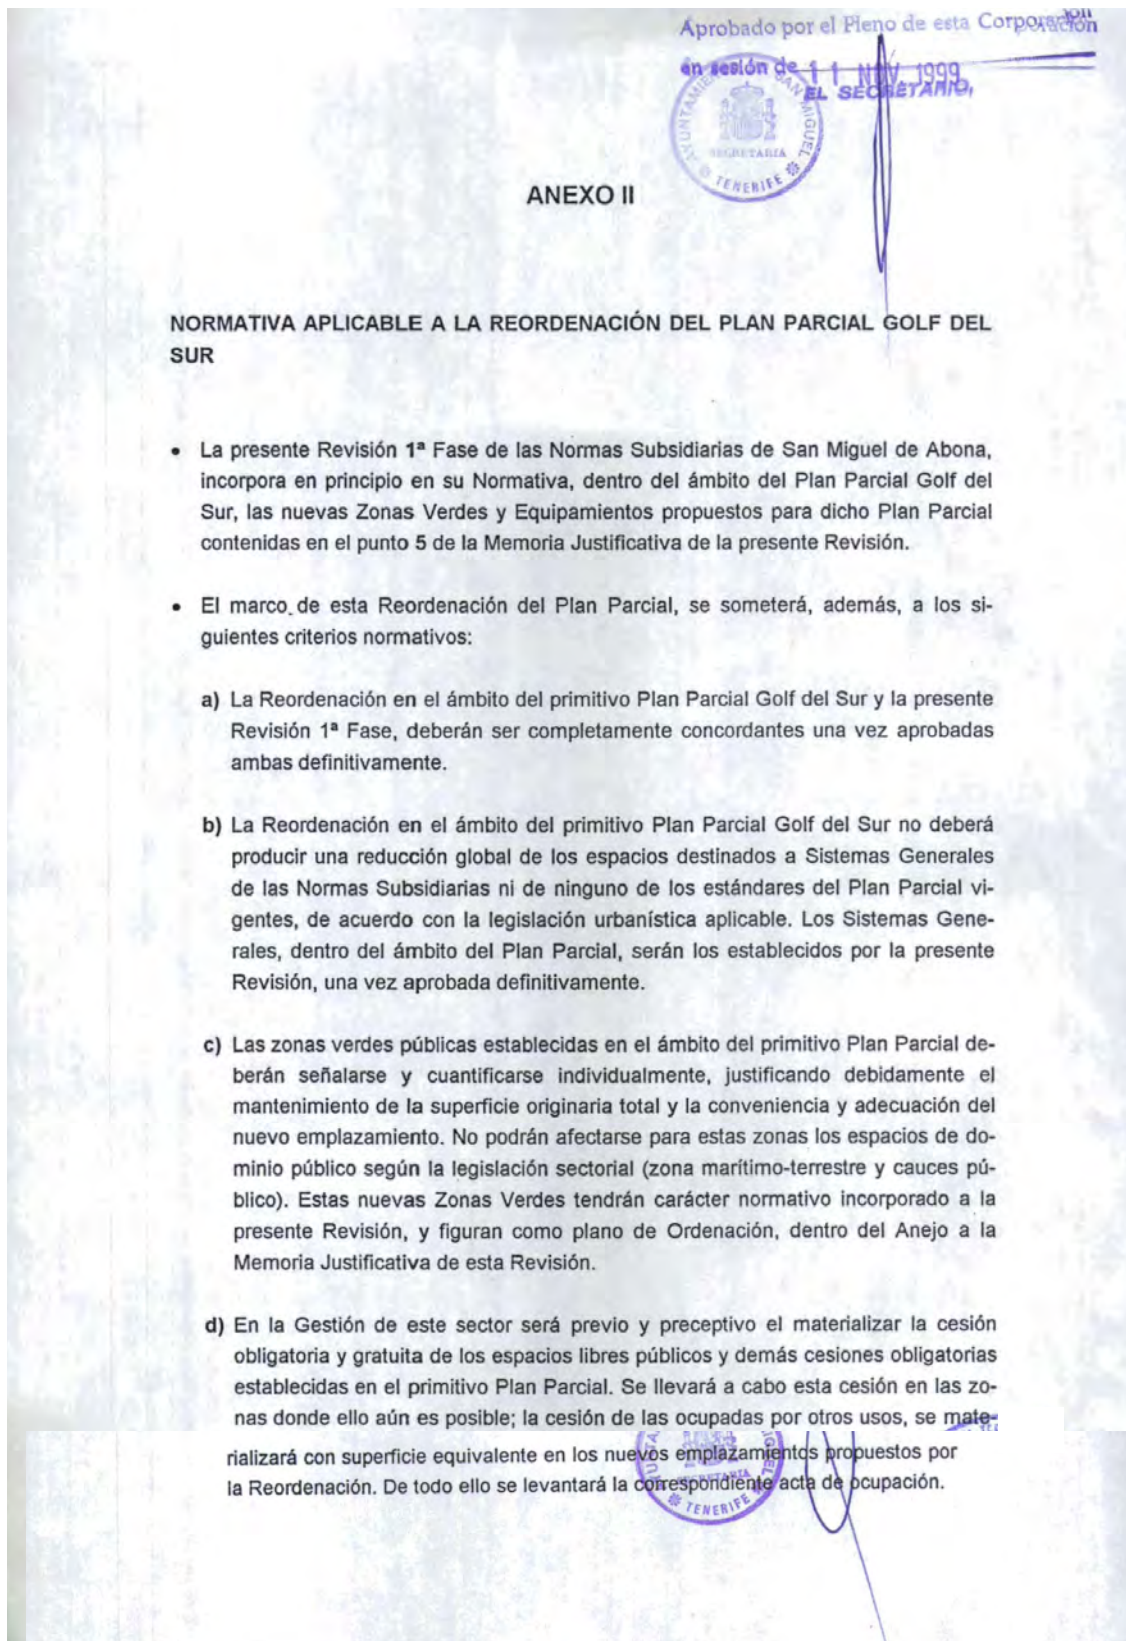 Aprobado por el Pleno de esta Corporación
en sesión de 11 NOV. 1999
EL SECRETARIO,
AYUNTAMIENTO SAN MIGUEL
SECRETARIA
TENERIFE
ANEXO II
NORMATIVA APLICABLE A LA REORDENACIÓN DEL PLAN PARCIAL GOLF DEL
SUR
• La presente Revisión 1ª Fase de las Normas Subsidiarias de San Miguel de Abona,
incorpora en principio en su Normativa, dentro del ámbito del Plan Parcial Golf del
Sur, las nuevas Zonas Verdes y Equipamientos propuestos para dicho Plan Parcial
contenidas en el punto 5 de la Memoria Justificativa de la presente Revisión.
• El marco de esta Reordenación del Plan Parcial, se someterá, además, a los si-
guientes criterios normativos:
a) La Reordenación en el ámbito del primitivo Plan Parcial Golf del Sur y la presente
Revisión 1ª Fase, deberán ser completamente concordantes una vez aprobadas
ambas definitivamente.
b) La Reordenación en el ámbito del primitivo Plan Parcial Golf del Sur no deberá
producir una reducción global de los espacios destinados a Sistemas Generales
de las Normas Subsidiarias ni de ninguno de los estándares del Plan Parcial vi-
gentes, de acuerdo con la legislación urbanística aplicable. Los Sistemas Gene-
rales, dentro del ámbito del Plan Parcial, serán los establecidos por la presente
Revisión, una vez aprobada definitivamente.
c) Las zonas verdes públicas establecidas en el ámbito del primitivo Plan Parcial de-
berán señalarse y cuantificarse individualmente, justificando debidamente el
mantenimiento de la superficie originaria total y la conveniencia y adecuación del
nuevo emplazamiento. No podrán afectarse para estas zonas los espacios de do-
minio público según la legislación sectorial (zona marítimo-terrestre y cauces pú-
blico). Estas nuevas Zonas Verdes tendrán carácter normativo incorporado a la
presente Revisión, y figuran como plano de Ordenación, dentro del Anejo a la
Memoria Justificativa de esta Revisión.
d) En la Gestión de este sector será previo y preceptivo el materializar la cesión
obligatoria y gratuita de los espacios libres públicos y demás cesiones obligatorias
establecidas en el primitivo Plan Parcial. Se llevará a cabo esta cesión en las zo-
nas donde ello aún es posible; la cesión de las ocupadas por otros usos, se mate-
rializará con superficie equivalente en los nuevos emplazamientos propuestos por
la Reordenación. De todo ello se levantará la correspondiente acta de ocupación.
SECRETARIA
TENERIFE